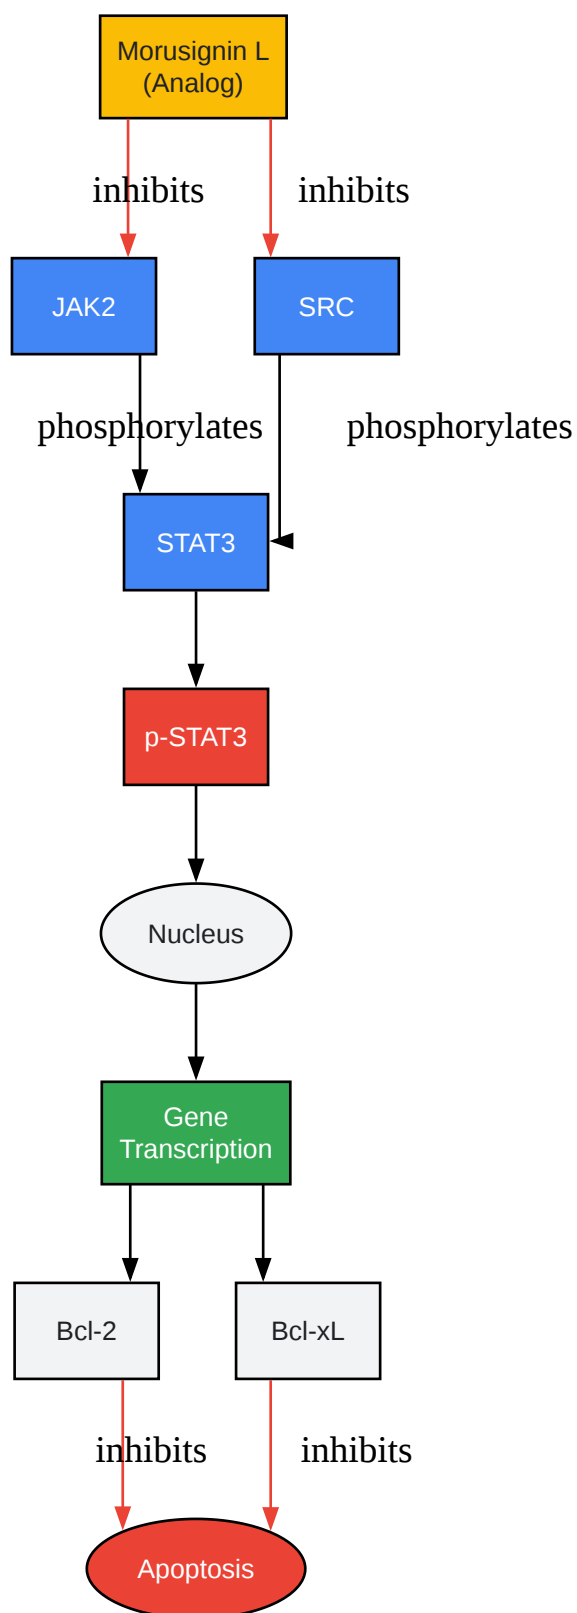 Morusignin L
(Analog)
inhibits
inhibits
JAK2
SRC
phosphorylates
phosphorylates
STAT3
p-STAT3
Nucleus
Gene
Transcription
Bcl-2
Bcl-xL
inhibits
inhibits
Apoptosis